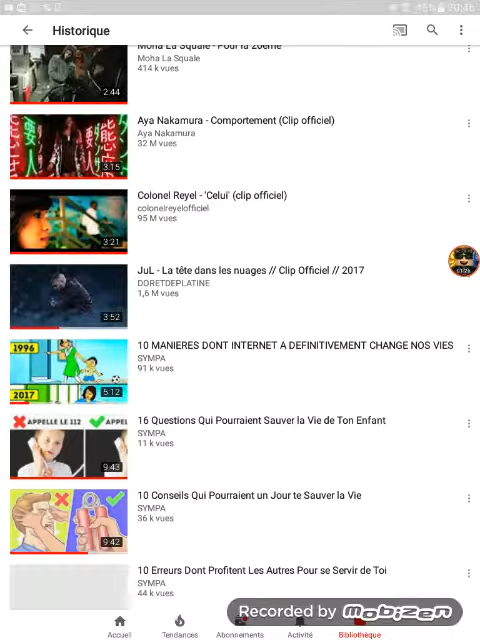 46% 20:46
Historique
Moha La Squale - Pour la 20ème
Moha La Squale
414 k vues
2:44
Aya Nakamura - Comportement (Clip officiel)
Aya Nakamura
32 M vues
3:15
Colonel Reyel - 'Celui' (clip officiel)
colonelreyelofficiel
95 M vues
3:21
JuL - La tête dans les nuages // Clip Officiel // 2017
DORETDEPLATINE
1,6 M vues
3:52
10 MANIERES DONT INTERNET A DEFINITIVEMENT CHANGE NOS VIES
SYMPA
91 k vues
1996
2017
5:12
16 Questions Qui Pourraient Sauver la Vie de Ton Enfant
SYMPA
11 k vues
APPELLE LE 112
APPEL
9:43
10 Conseils Qui Pourraient un Jour te Sauver la Vie
SYMPA
36 k vues
9:42
10 Erreurs Dont Profitent Les Autres Pour se Servir de Toi
SYMPA
44 k vues
Recorded by MOBIZEN
Accueil
Tendances
Abonnements
Activité
Bibliothèque